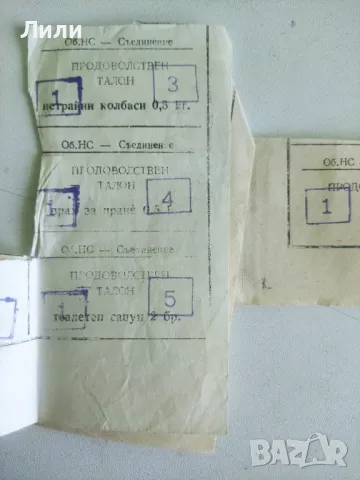 Лили
Об.НС — Съединение
ПРОДОВОЛСТВЕН
ТАЛОН
3
1
нетрайни колбаси 0,3 кг.
Об.НС — Съединение
ПРОДОВОЛСТВЕН
ТАЛОН
4
1
прах за пране 0,5
Об.НС — Съединение
ПРОДОВОЛСТВЕН
ТАЛОН
5
1
тоалетен сапун 2 бр.
Об.НС
ПРОДО
1
BAZAR
bg